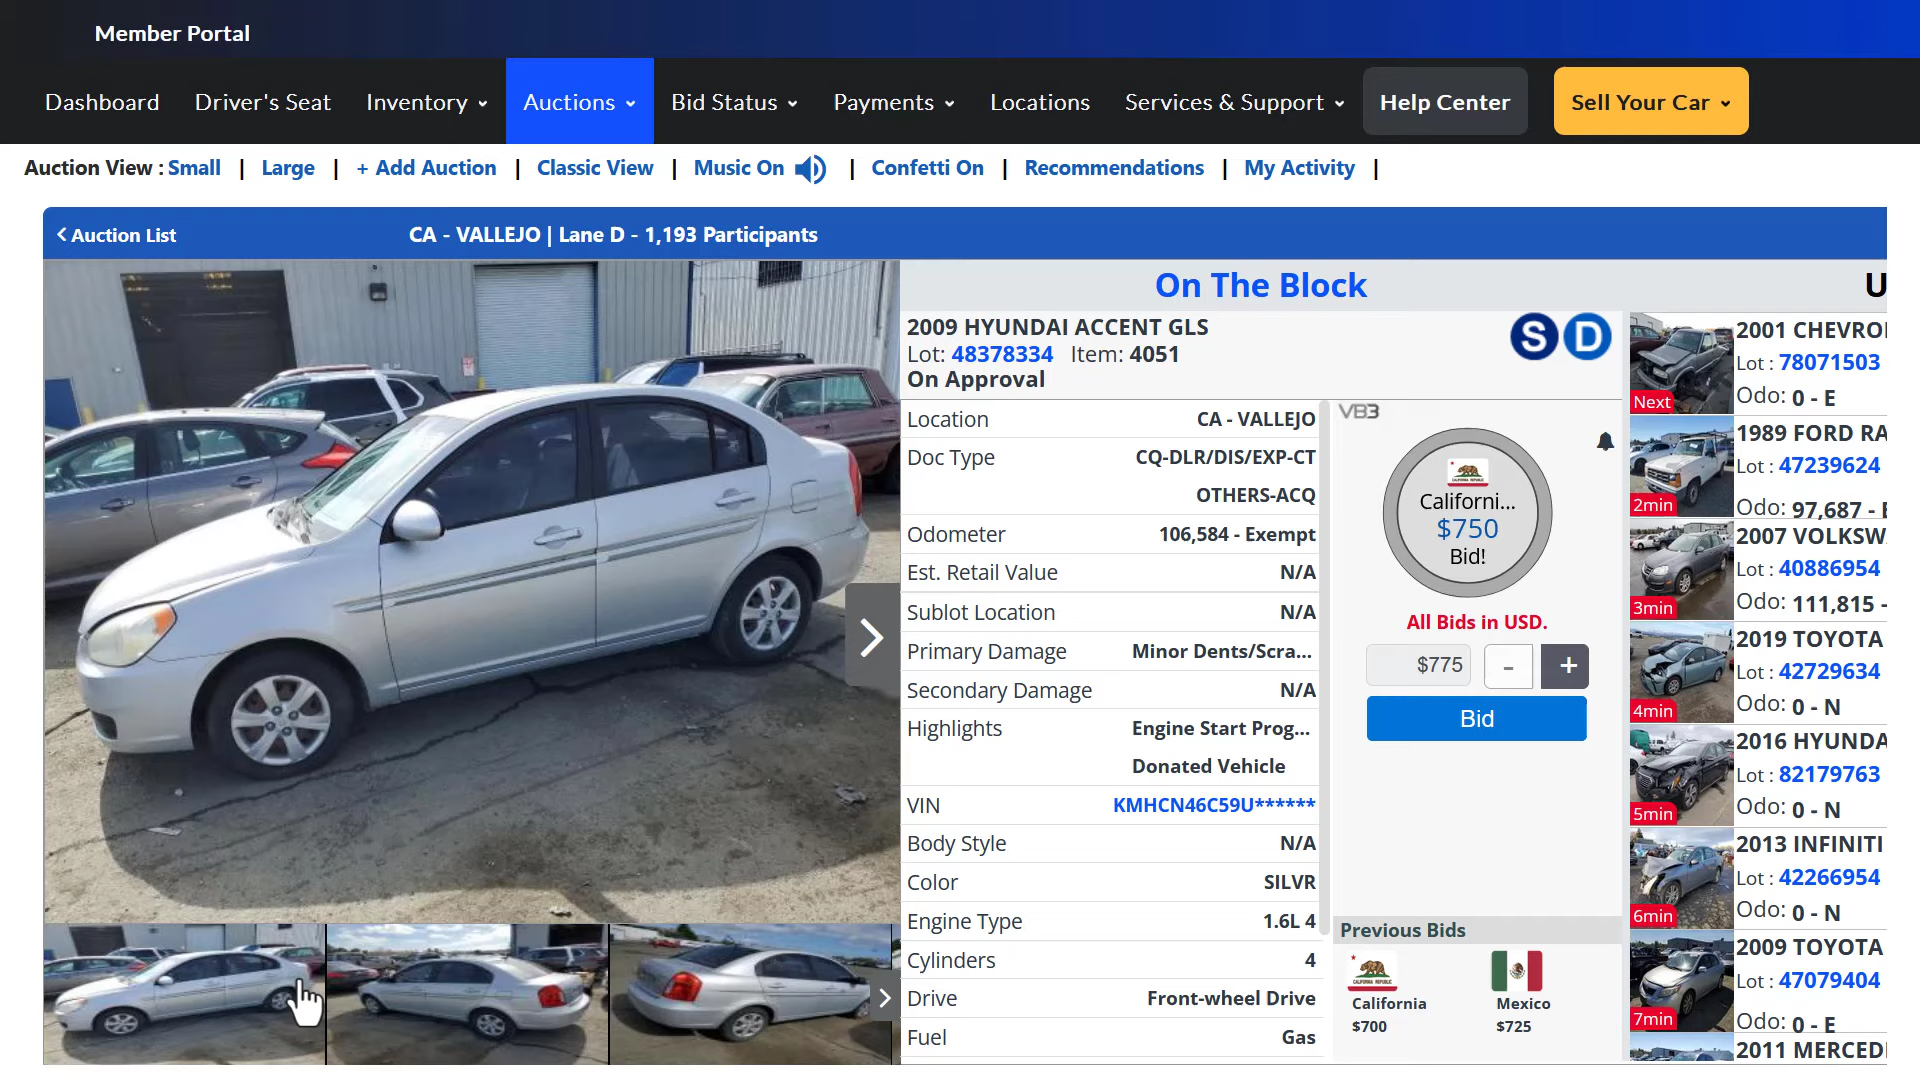 Member Portal
Dashboard
Driver's Seat
Inventory
Auctions
Bid Status
Payments
Locations
Services & Support
Help Center
Sell Your Car
Auction View : Small | Large | + Add Auction | Classic View | Music On | Confetti On | Recommendations | My Activity |
Auction List
CA - VALLEJO | Lane D - 1,193 Participants
On The Block
U
2009 HYUNDAI ACCENT GLS
Lot: 48378334 Item: 4051
On Approval
S D
Location CA - VALLEJO
Doc Type CQ-DLR/DIS/EXP-CT
OTHERS-ACQ
Odometer 106,584 - Exempt
Est. Retail Value N/A
Sublot Location N/A
Primary Damage Minor Dents/Scra...
Secondary Damage N/A
Highlights Engine Start Prog...
Donated Vehicle
VIN KMHCN46C59U******
Body Style N/A
Color SILVR
Engine Type 1.6L 4
Cylinders 4
Drive Front-wheel Drive
Fuel Gas
VB3
Californi...
$750
Bid!
All Bids in USD.
$775 - +
Bid
Previous Bids
California
$700
Mexico
$725
2001 CHEVROL
Lot : 78071503
Odo: 0 - E
Next
1989 FORD RA
Lot : 47239624
Odo: 97,687 - E
2min
2007 VOLKSW
Lot : 40886954
Odo: 111,815 -
3min
2019 TOYOTA
Lot : 42729634
Odo: 0 - N
4min
2016 HYUNDA
Lot : 82179763
Odo: 0 - N
5min
2013 INFINITI
Lot : 42266954
Odo: 0 - N
6min
2009 TOYOTA
Lot : 47079404
Odo: 0 - E
7min
2011 MERCED